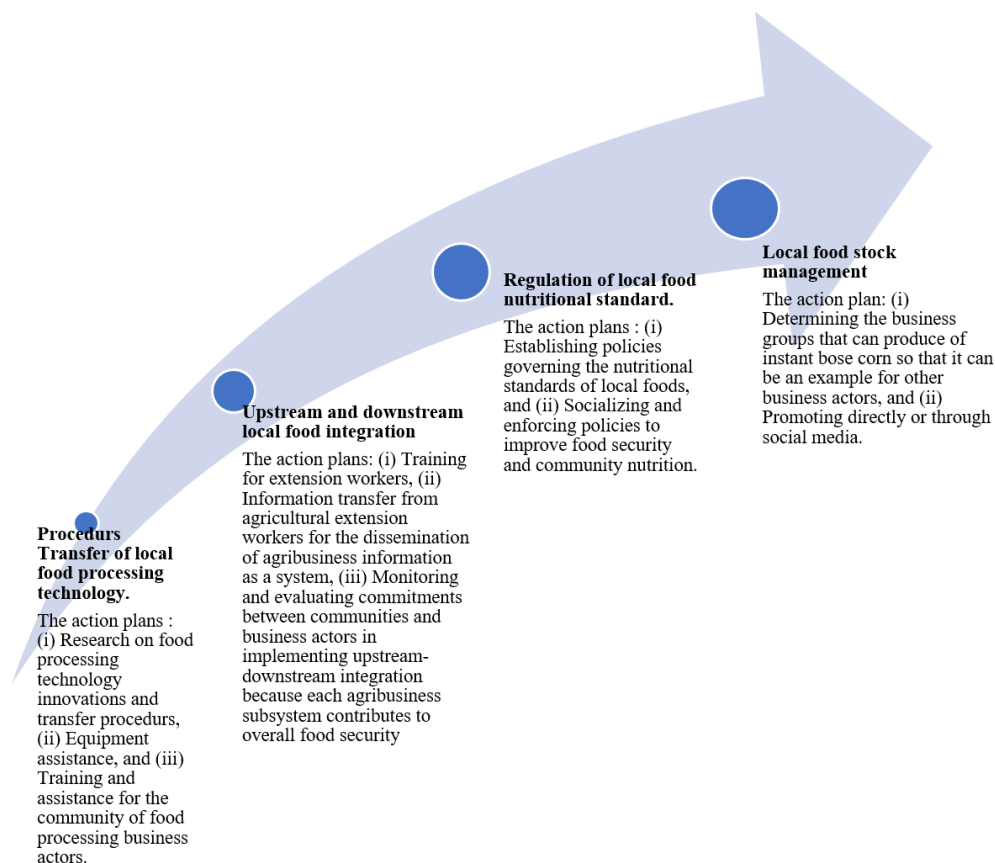 Procedurs
Transfer of local
food processing
technology.
The action plans :
(i) Research on food
processing
technology
innovations and
transfer procedurs,
(ii) Equipment
assistance, and (iii)
Training and
assistance for the
community of food
processing business
actors.
Upstream and downstream
local food integration
The action plans: (i) Training
for extension workers, (ii)
Information transfer from
agricultural extension
workers for the dissemination
of agribusiness information
as a system, (iii) Monitoring
and evaluating commitments
between communities and
business actors in
implementing upstream-
downstream integration
because each agribusiness
subsystem contributes to
overall food security
Regulation of local food
nutritional standard.
The action plans : (i)
Establishing policies
governing the nutritional
standards of local foods,
and (ii) Socializing and
enforcing policies to
improve food security
and community nutrition.
Local food stock
management
The action plan: (i)
Determining the business
groups that can produce of
instant bose corn so that it can
be an example for other
business actors, and (ii)
Promoting directly or through
social media.